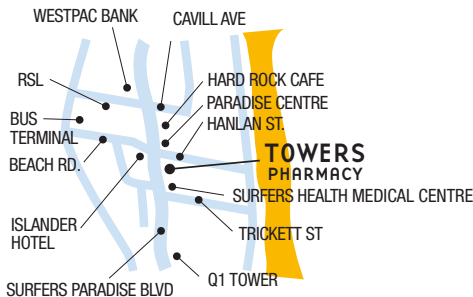 WESTPAC BANK
CAVILL AVE
RSL
HARD ROCK CAFE
PARADISE CENTRE
BUS
TERMINAL
HANLAN ST.
BEACH RD.
TOWERS
PHARMACY
SURFERS HEALTH MEDICAL CENTRE
ISLANDER
HOTEL
TRICKETT ST
Q1 TOWER
SURFERS PARADISE BLVD